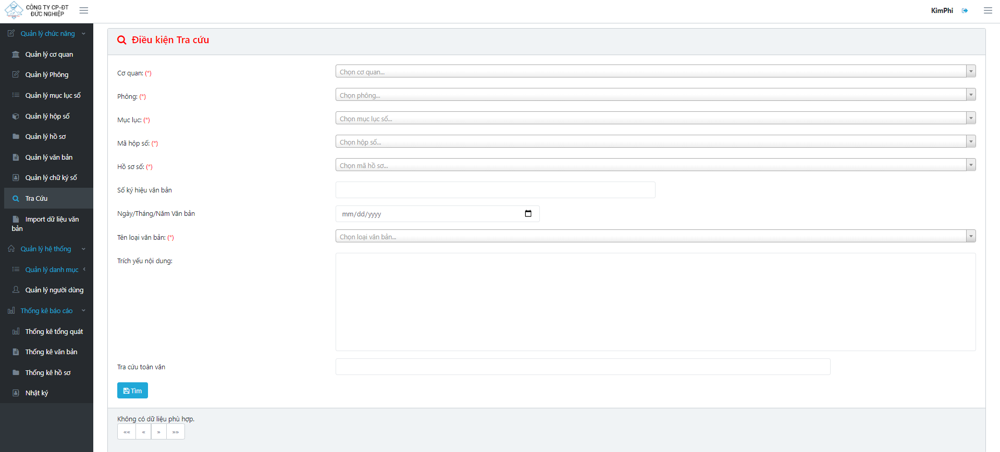 CÔNG TY CP-ĐT
ĐỨC NGHIỆP
KimPhi
Quản lý chức năng
Quản lý cơ quan
Quản lý Phông
Quản lý mục lục số
Quản lý hộp số
Quản lý hồ sơ
Quản lý văn bản
Quản lý chữ ký số
Tra Cứu
Import dữ liệu văn
bản
Quản lý hệ thống
Quản lý danh mục
Quản lý người dùng
Thống kê báo cáo
Thống kê tổng quát
Thống kê văn bản
Thống kê hồ sơ
Nhật ký
Điều kiện Tra cứu
Cơ quan: (*)
Chọn cơ quan...
Phông: (*)
Chọn phông...
Mục lục: (*)
Chọn mục lục số...
Mã hộp số: (*)
Chọn hộp số...
Hồ sơ số: (*)
Chọn mã hồ sơ...
Số ký hiệu văn bản
Ngày/Tháng/Năm Văn bản
mm/dd/yyyy
Tên loại văn bản: (*)
Chọn loại văn bản...
Trích yếu nội dung:
Tra cứu toàn văn
Tìm
Không có dữ liệu phù hợp.
«« « » »»